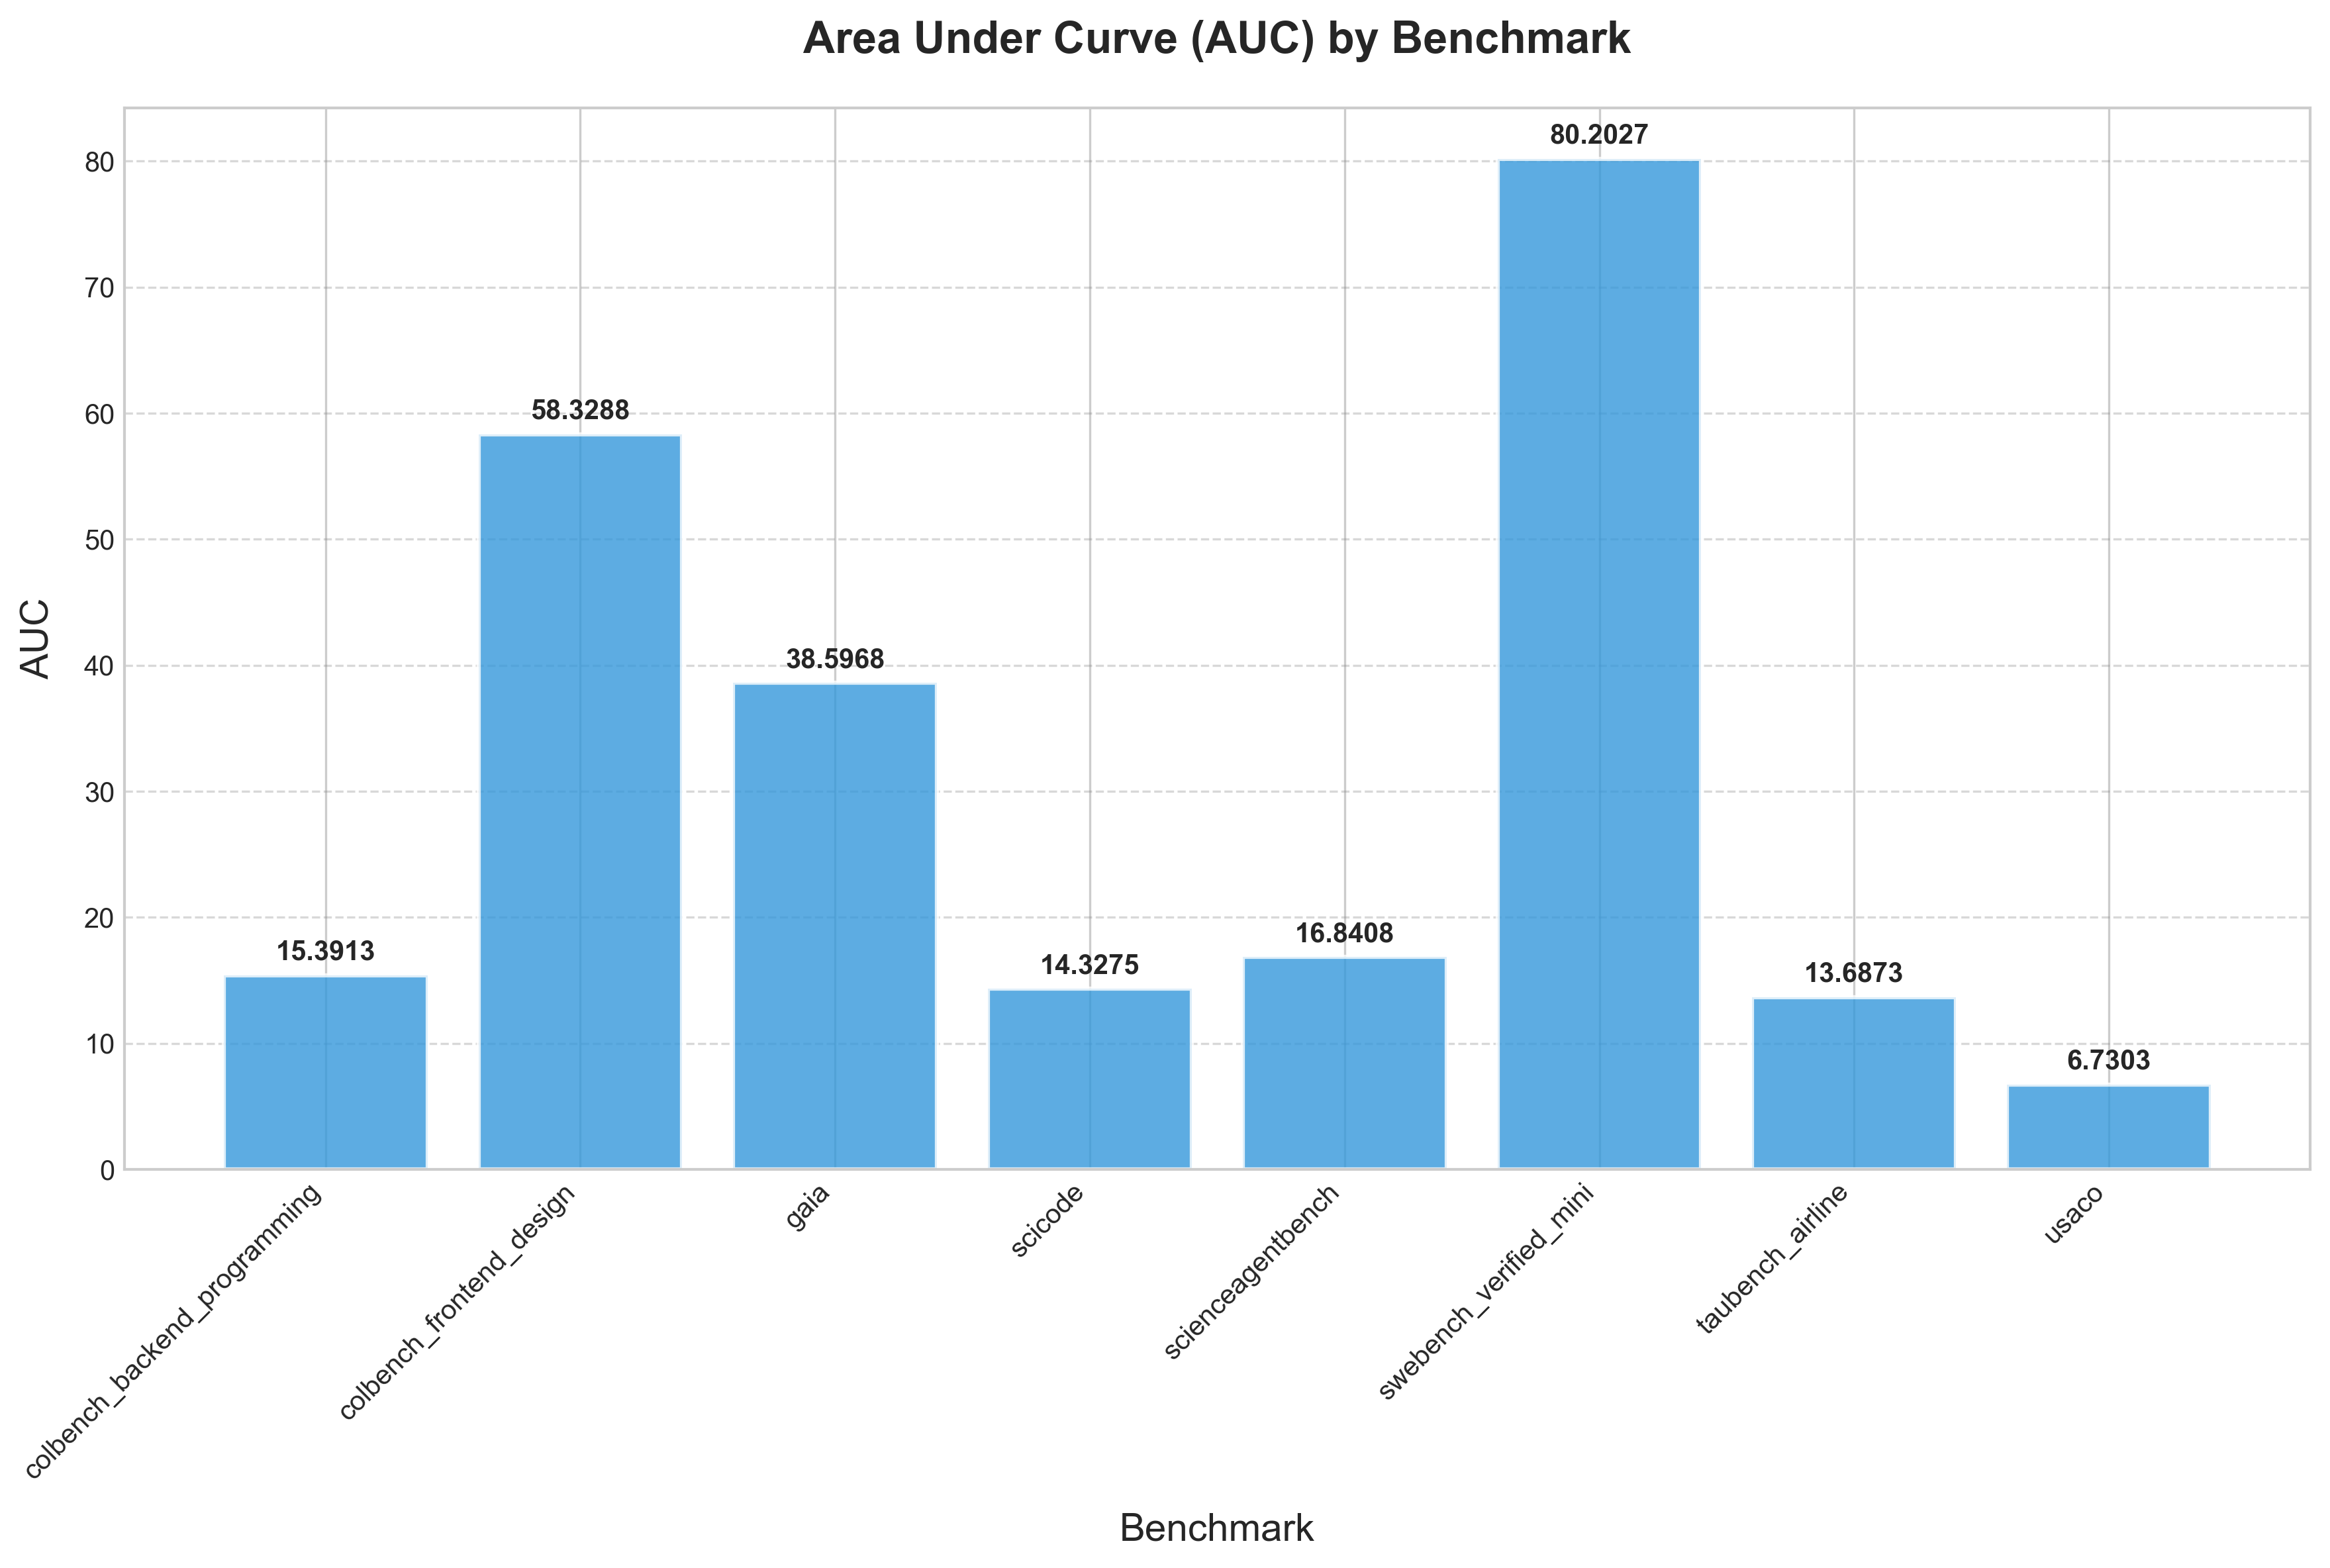 Area Under Curve (AUC) by Benchmark
AUC
80
70
60
50
40
30
20
10
0
15.3913
58.3288
38.5968
14.3275
16.8408
80.2027
13.6873
6.7303
colbench_backend_programming
colbench_frontend_design
gaia
scicode
scienceagentbench
swebench_verified_mini
taubench_airline
usaco
Benchmark